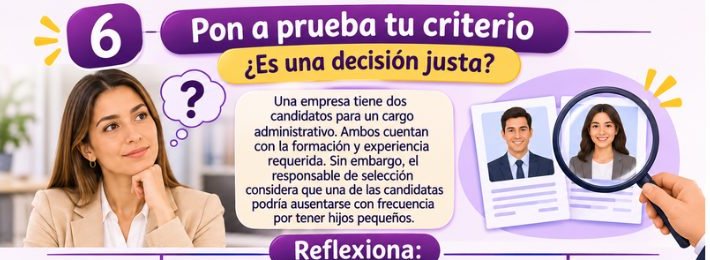 6
Pon a prueba tu criterio
¿Es una decisión justa?
?
Una empresa tiene dos
candidatos para un cargo
administrativo. Ambos cuentan
con la formación y experiencia
requerida. Sin embargo, el
responsable de selección
considera que una de las candidatas
podría ausentarse con frecuencia
por tener hijos pequeños.
Reflexiona: